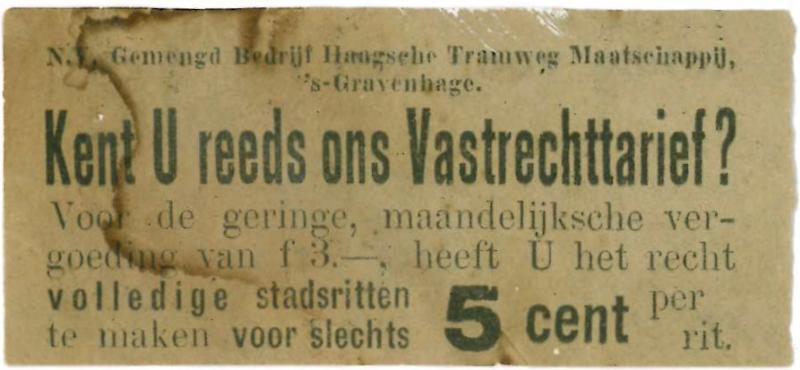 N.V. Gemengd Bedrijf Haagsche Tramweg Maatschappij,
's-Gravenhage.
Kent U reeds ons Vastrechttarief?
Voor de geringe, maandelijksche ver-
goeding van f 3.—, heeft U het recht
volledige stadsritten
te maken voor slechts 5 cent per rit.